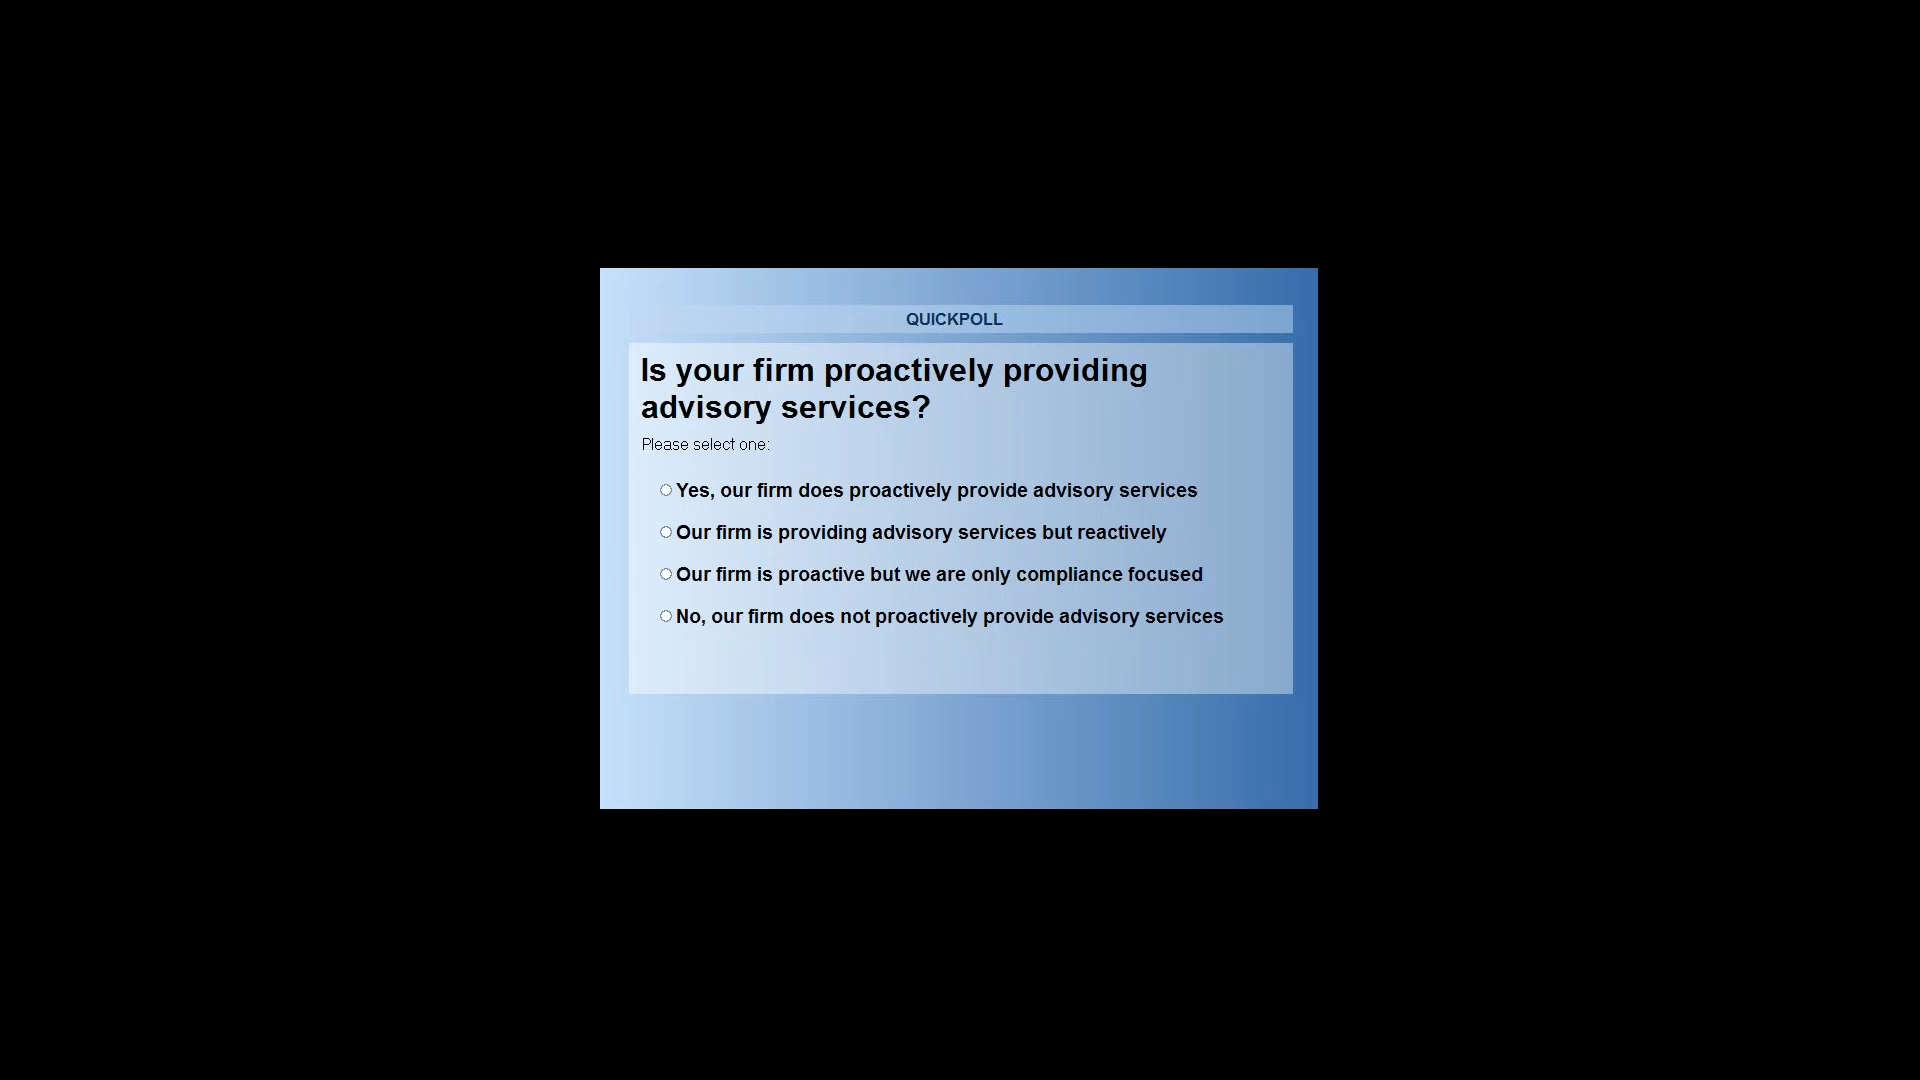 QUICKPOLL
Is your firm proactively providing
advisory services?
Please select one:
Yes, our firm does proactively provide advisory services
Our firm is providing advisory services but reactively
Our firm is proactive but we are only compliance focused
No, our firm does not proactively provide advisory services